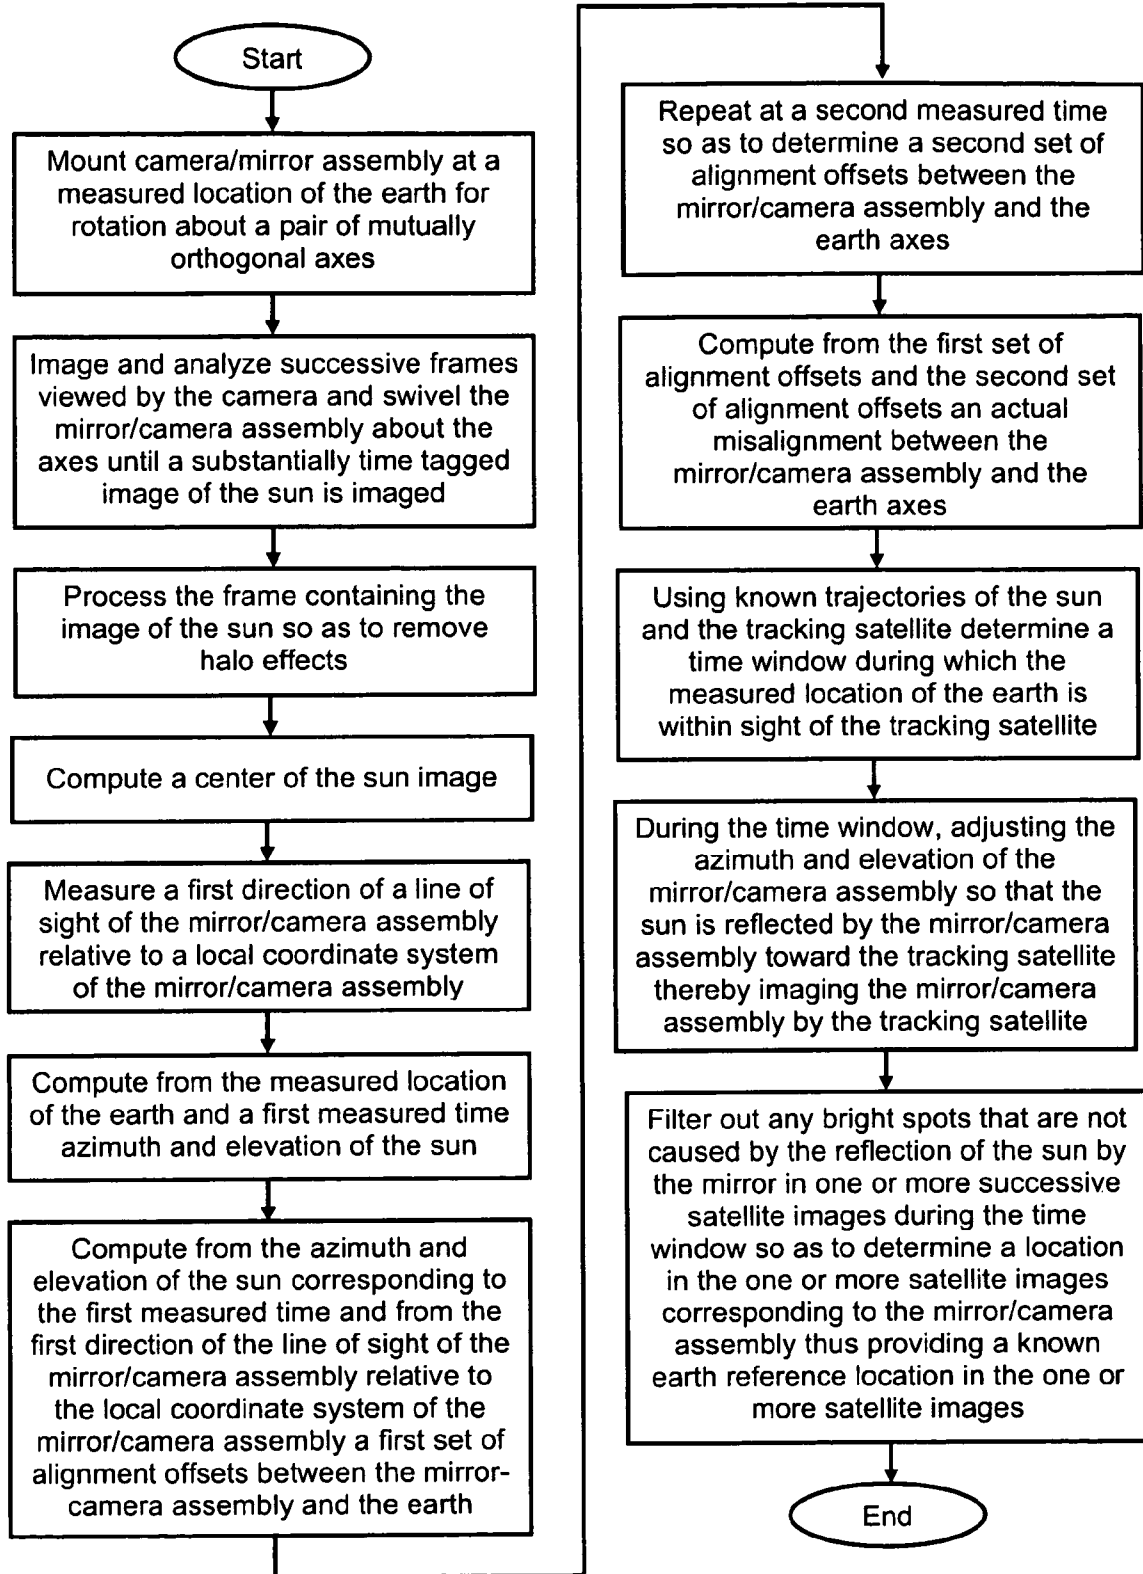 Start
Mount camera/mirror assembly at a
measured location of the earth for
rotation about a pair of mutually
orthogonal axes
Image and analyze successive frames
viewed by the camera and swivel the
mirror/camera assembly about the
axes until a substantially time tagged
image of the sun is imaged
Process the frame containing the
image of the sun so as to remove
halo effects
Compute a center of the sun image
Measure a first direction of a line of
sight of the mirror/camera assembly
relative to a local coordinate system
of the mirror/camera assembly
Compute from the measured location
of the earth and a first measured time
azimuth and elevation of the sun
Compute from the azimuth and
elevation of the sun corresponding to
the first measured time and from the
first direction of the line of sight of the
mirror/camera assembly relative to
the local coordinate system of the
mirror/camera assembly a first set of
alignment offsets between the mirror-
camera assembly and the earth
Repeat at a second measured time
so as to determine a second set of
alignment offsets between the
mirror/camera assembly and the
earth axes
Compute from the first set of
alignment offsets and the second set
of alignment offsets an actual
misalignment between the
mirror/camera assembly and the
earth axes
Using known trajectories of the sun
and the tracking satellite determine a
time window during which the
measured location of the earth is
within sight of the tracking satellite
During the time window, adjusting the
azimuth and elevation of the
mirror/camera assembly so that the
sun is reflected by the mirror/camera
assembly toward the tracking satellite
thereby imaging the mirror/camera
assembly by the tracking satellite
Filter out any bright spots that are not
caused by the reflection of the sun by
the mirror in one or more successive
satellite images during the time
window so as to determine a location
in the one or more satellite images
corresponding to the mirror/camera
assembly thus providing a known
earth reference location in the one or
more satellite images
End